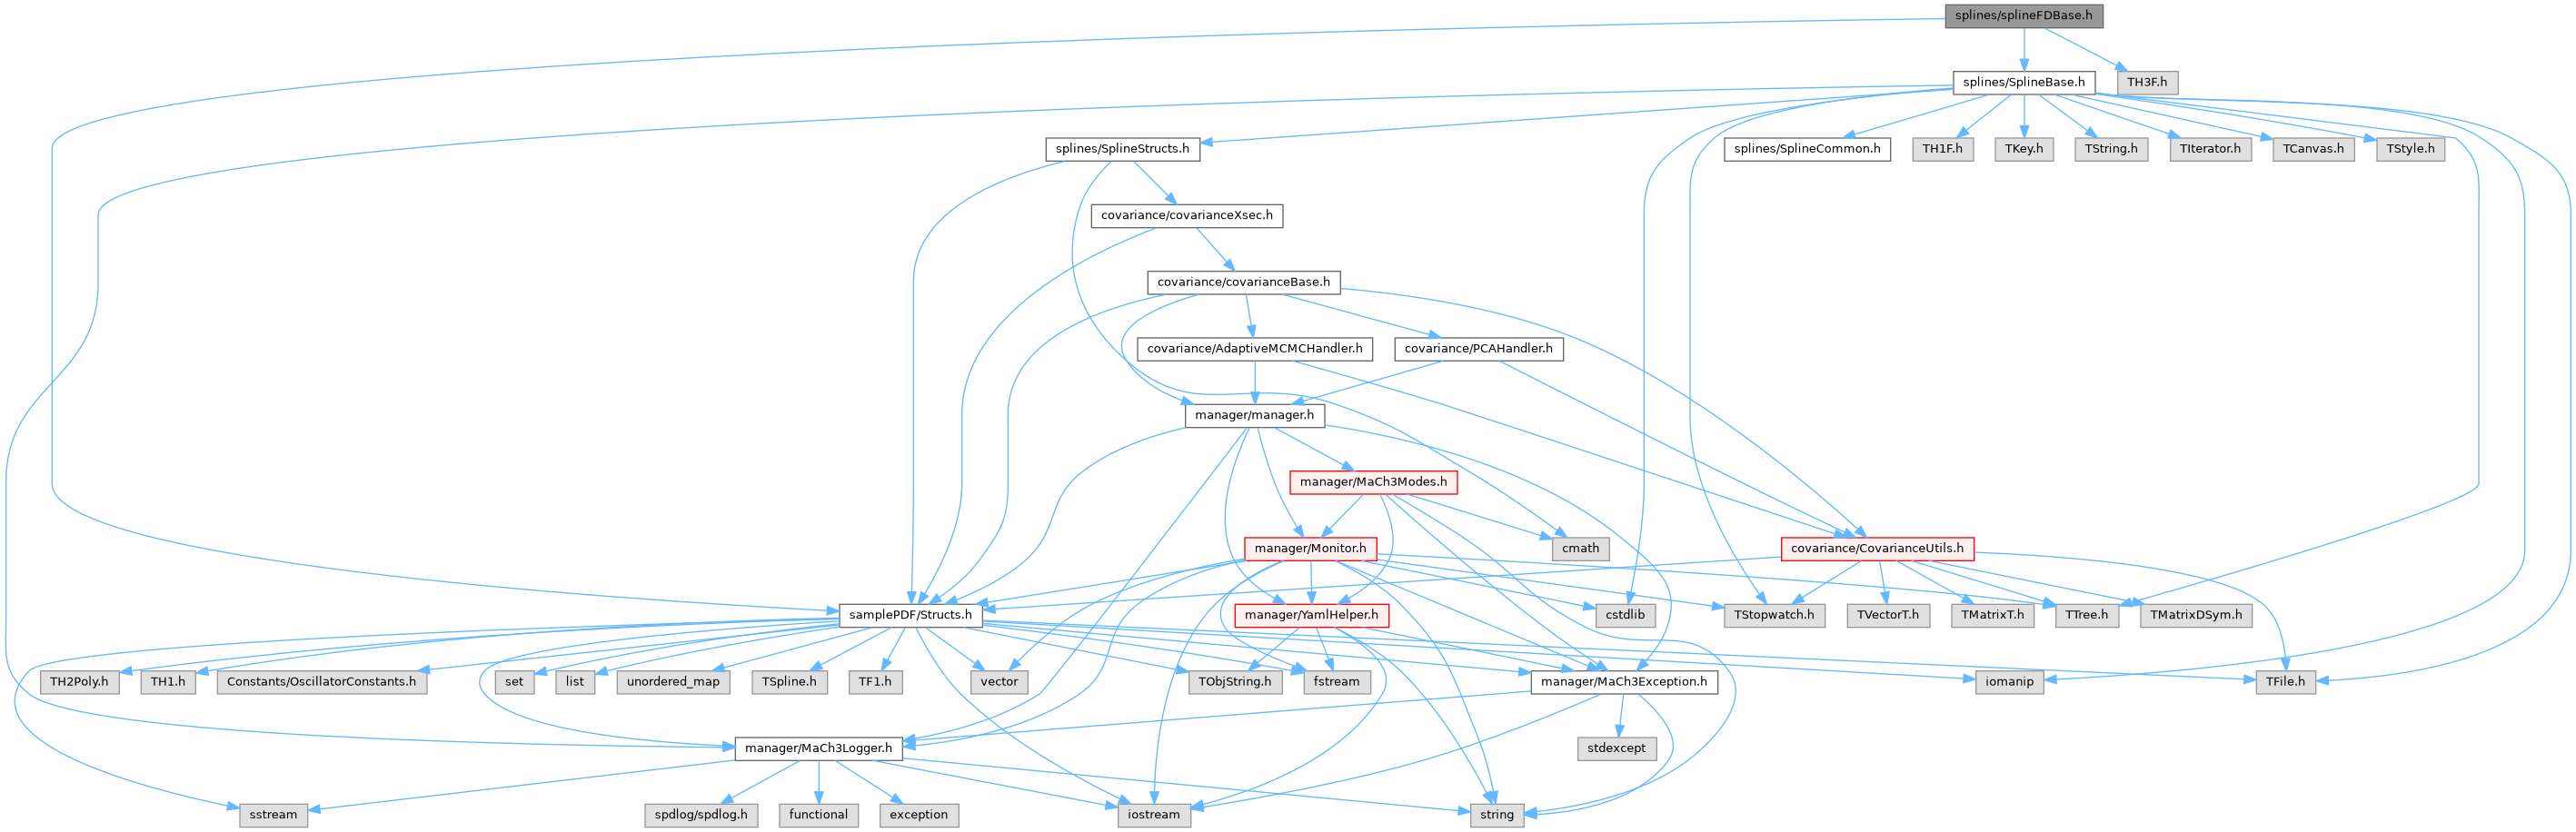 splines/splineFDBase.h
splines/SplineBase.h
TH3F.h
splines/SplineStructs.h
splines/SplineCommon.h
TH1F.h
TKey.h
TString.h
TIterator.h
TCanvas.h
TStyle.h
covariance/covarianceXsec.h
covariance/covarianceBase.h
covariance/AdaptiveMCMCHandler.h
covariance/PCAHandler.h
manager/manager.h
manager/MaCh3Modes.h
manager/Monitor.h
cmath
covariance/CovarianceUtils.h
samplePDF/Structs.h
manager/YamlHelper.h
cstdlib
TStopwatch.h
TVectorT.h
TMatrixT.h
TTree.h
TMatrixDSym.h
TH2Poly.h
TH1.h
Constants/OscillatorConstants.h
set
list
unordered_map
TSpline.h
TF1.h
vector
TObjString.h
fstream
manager/MaCh3Exception.h
iomanip
TFile.h
manager/MaCh3Logger.h
stdexcept
sstream
spdlog/spdlog.h
functional
exception
iostream
string